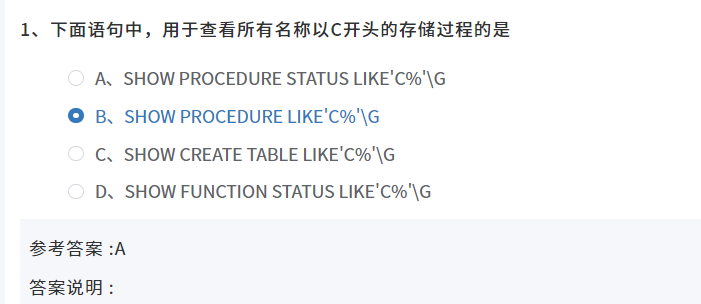 1、下面语句中，用于查看所有名称以C开头的存储过程的是
A、SHOW PROCEDURE STATUS LIKE'C%'\G
B、SHOW PROCEDURE LIKE'C%'\G
C、SHOW CREATE TABLE LIKE'C%'\G
D、SHOW FUNCTION STATUS LIKE'C%'\G
参考答案 :A
答案说明 :